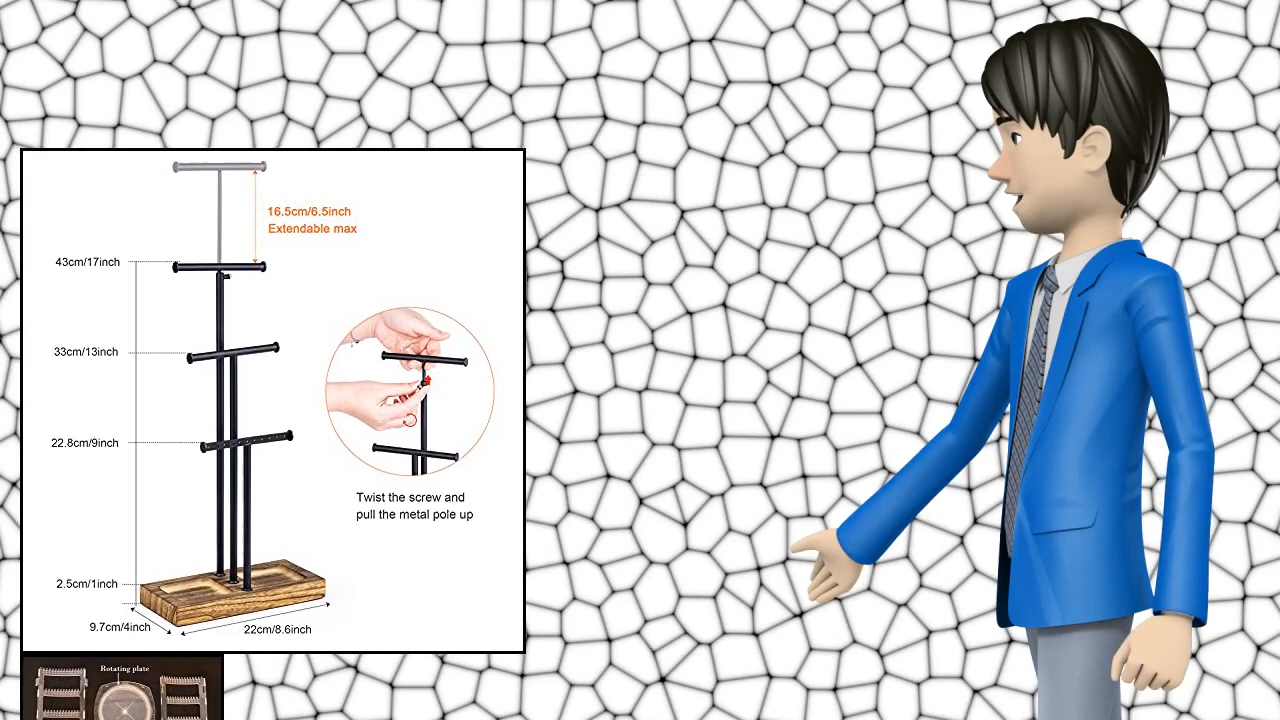 16.5cm/6.5inch
Extendable max
43cm/17inch
33cm/13inch
22.8cm/9inch
Twist the screw and
pull the metal pole up
2.5cm/1inch
9.7cm/4inch
22cm/8.6inch
Rotating plate